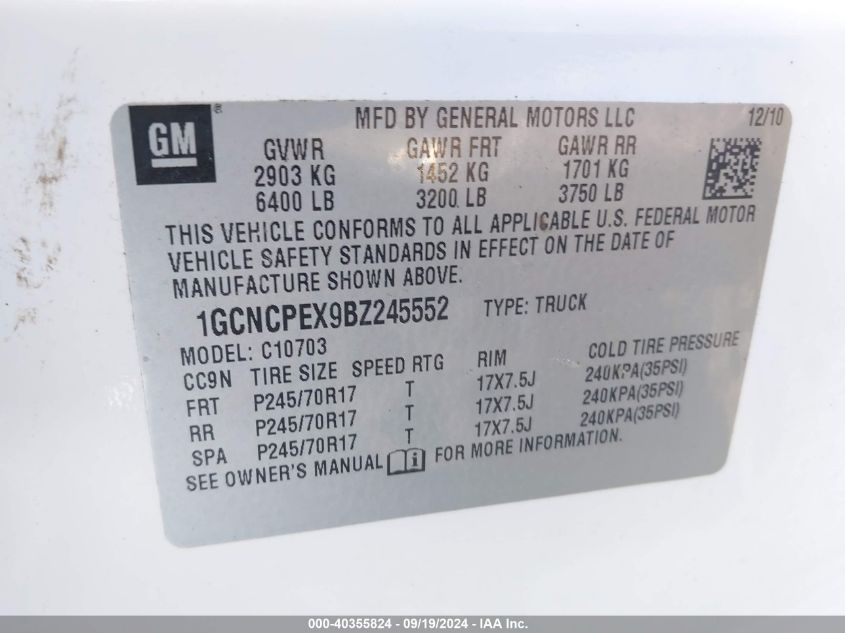 GM
MFD BY GENERAL MOTORS LLC 12/10
GVWR GAWR FRT GAWR RR
2903 KG 1452 KG 1701 KG
6400 LB 3200 LB 3750 LB
THIS VEHICLE CONFORMS TO ALL APPLICABLE U.S. FEDERAL MOTOR
VEHICLE SAFETY STANDARDS IN EFFECT ON THE DATE OF
MANUFACTURE SHOWN ABOVE.
1GCNCPEX9BZ245552 TYPE: TRUCK
MODEL: C10703
CC9N TIRE SIZE SPEED RTG RIM COLD TIRE PRESSURE
FRT P245/70R17 T 17X7.5J 240KPA(35PSI)
RR P245/70R17 T 17X7.5J 240KPA(35PSI)
SPA P245/70R17 T 17X7.5J 240KPA(35PSI)
SEE OWNER'S MANUAL i FOR MORE INFORMATION.
000-40355824 - 09/19/2024 - IAA Inc.